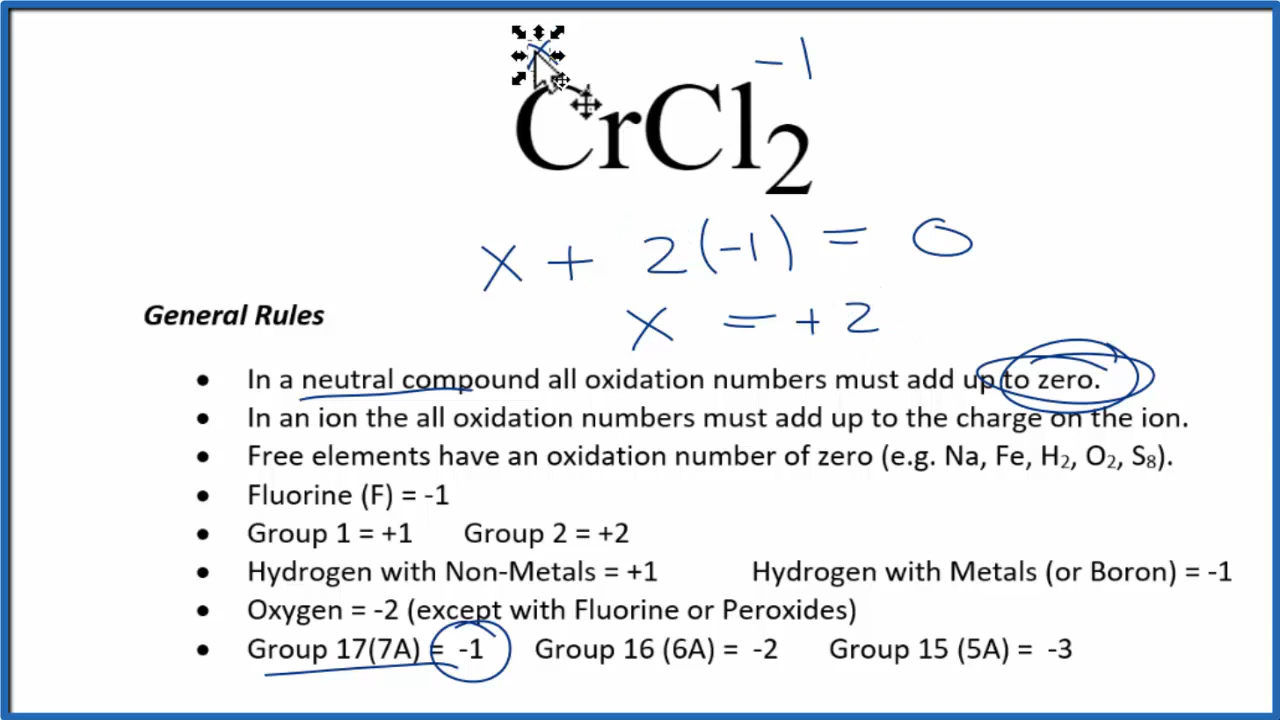 x -1
CrCl₂
x + 2(-1) = 0
x = +2
General Rules
• In a neutral compound all oxidation numbers must add up to zero.
• In an ion the all oxidation numbers must add up to the charge on the ion.
• Free elements have an oxidation number of zero (e.g. Na, Fe, H₂, O₂, S₈).
• Fluorine (F) = -1
• Group 1 = +1 Group 2 = +2
• Hydrogen with Non-Metals = +1 Hydrogen with Metals (or Boron) = -1
• Oxygen = -2 (except with Fluorine or Peroxides)
• Group 17(7A) = -1 Group 16 (6A) = -2 Group 15 (5A) = -3